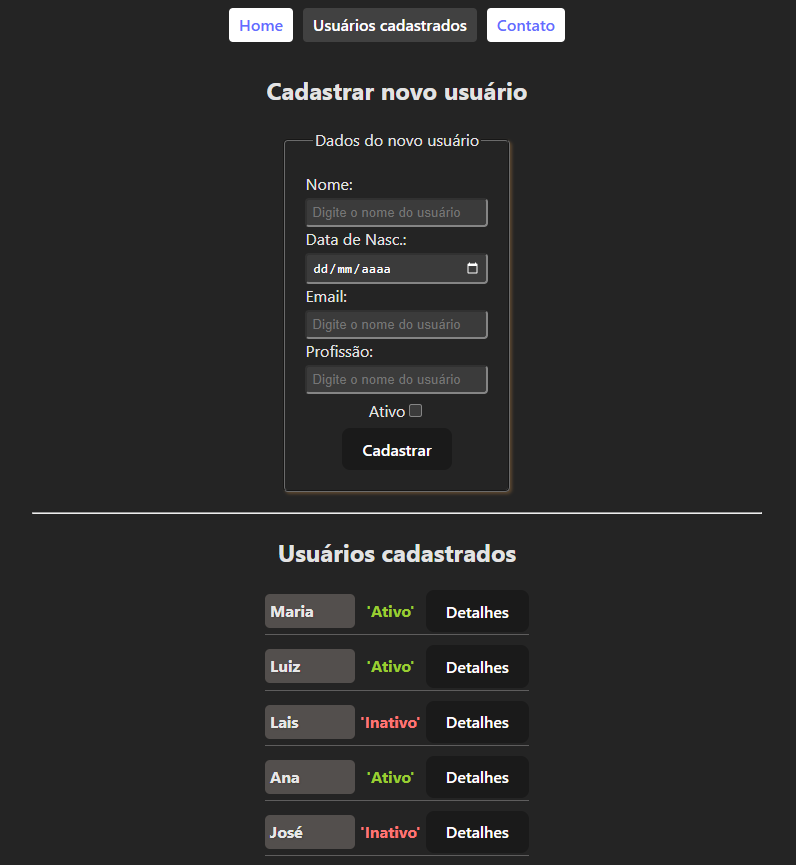 Home Usuários cadastrados Contato
Cadastrar novo usuário
Dados do novo usuário
Nome:
Digite o nome do usuário
Data de Nasc.:
dd/mm/aaaa
Email:
Digite o nome do usuário
Profissão:
Digite o nome do usuário
Ativo
Cadastrar
Usuários cadastrados
Maria 'Ativo' Detalhes
Luiz 'Ativo' Detalhes
Lais 'Inativo' Detalhes
Ana 'Ativo' Detalhes
José 'Inativo' Detalhes